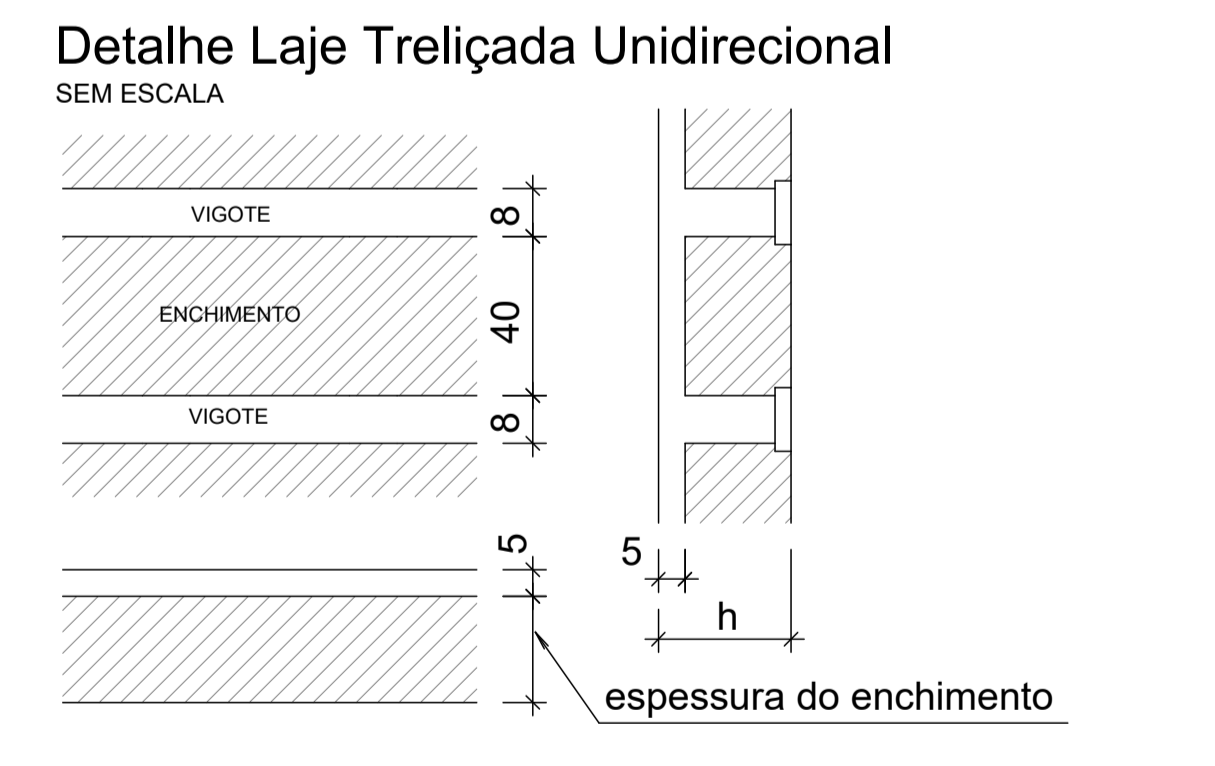 Detalhe Laje Treliçada Unidirecional
SEM ESCALA
VIGOTE
8
ENCHIMENTO
40
VIGOTE
8
5
5
h
espessura do enchimento